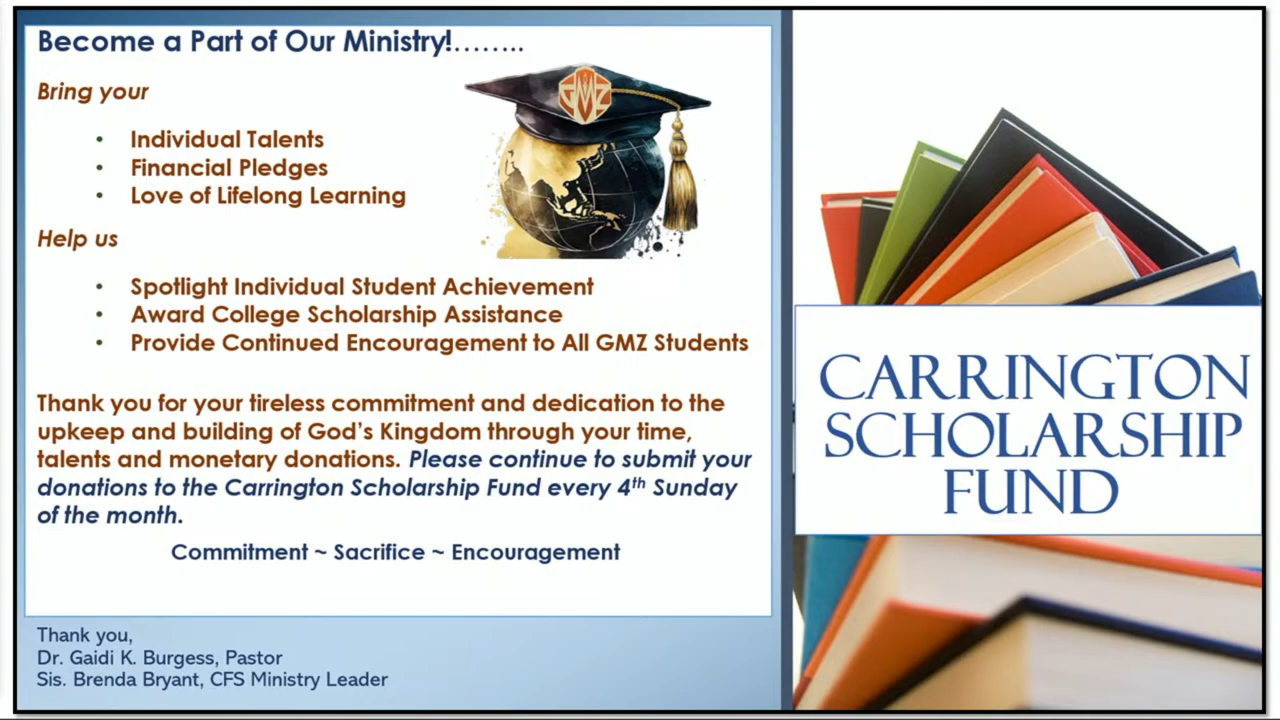 Become a Part of Our Ministry!........
Bring your
• Individual Talents
• Financial Pledges
• Love of Lifelong Learning
GMZ
Help us
• Spotlight Individual Student Achievement
• Award College Scholarship Assistance
• Provide Continued Encouragement to All GMZ Students
Thank you for your tireless commitment and dedication to the
upkeep and building of God's Kingdom through your time,
talents and monetary donations. Please continue to submit your
donations to the Carrington Scholarship Fund every 4th Sunday
of the month.
Commitment ~ Sacrifice ~ Encouragement
Thank you,
Dr. Gaidi K. Burgess, Pastor
Sis. Brenda Bryant, CFS Ministry Leader
CARRINGTON
SCHOLARSHIP
FUND